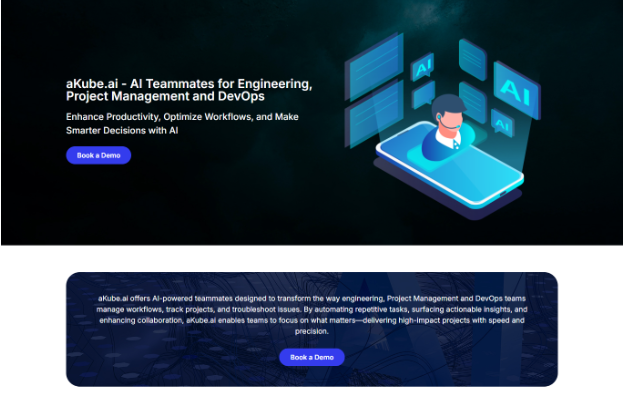 aKube.ai - AI Teammates for Engineering,
Project Management and DevOps
Enhance Productivity, Optimize Workflows, and Make
Smarter Decisions with AI
Book a Demo
AI
AI
AI
aKube.ai offers AI-powered teammates designed to transform the way engineering, Project Management and DevOps teams
manage workflows, track projects, and troubleshoot issues. By automating repetitive tasks, surfacing actionable insights, and
enhancing collaboration, aKube.ai enables teams to focus on what matters—delivering high-impact projects with speed and
precision.
Book a Demo